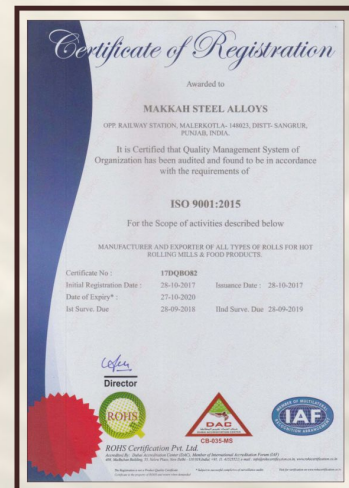 Certificate of Registration
Awarded to
MAKKAH STEEL ALLOYS
OPP. RAILWAY STATION, MALERKOTLA- 148023, DISTT- SANGRUR,
PUNJAB, INDIA.
It is Certified that Quality Management System of
Organization has been audited and found to be in accordance
with the requirements of
ISO 9001:2015
For the Scope of activities described below
MANUFACTURER AND EXPORTER OF ALL TYPES OF ROLLS FOR HOT
ROLLING MILLS & FOOD PRODUCTS.
Certificate No : 17DQBO82
Initial Registration Date : 28-10-2017 Issuance Date : 28-10-2017
Date of Expiry* : 27-10-2020
Ist Surve. Due 28-09-2018 IInd Surve. Due 28-09-2019
Director
ROHS
DAC
CB-035-MS
MEMBER OF MULTILATERAL
IAF
RECOGNITION ARRANGEMENT
ROHS Certification Pvt. Ltd.